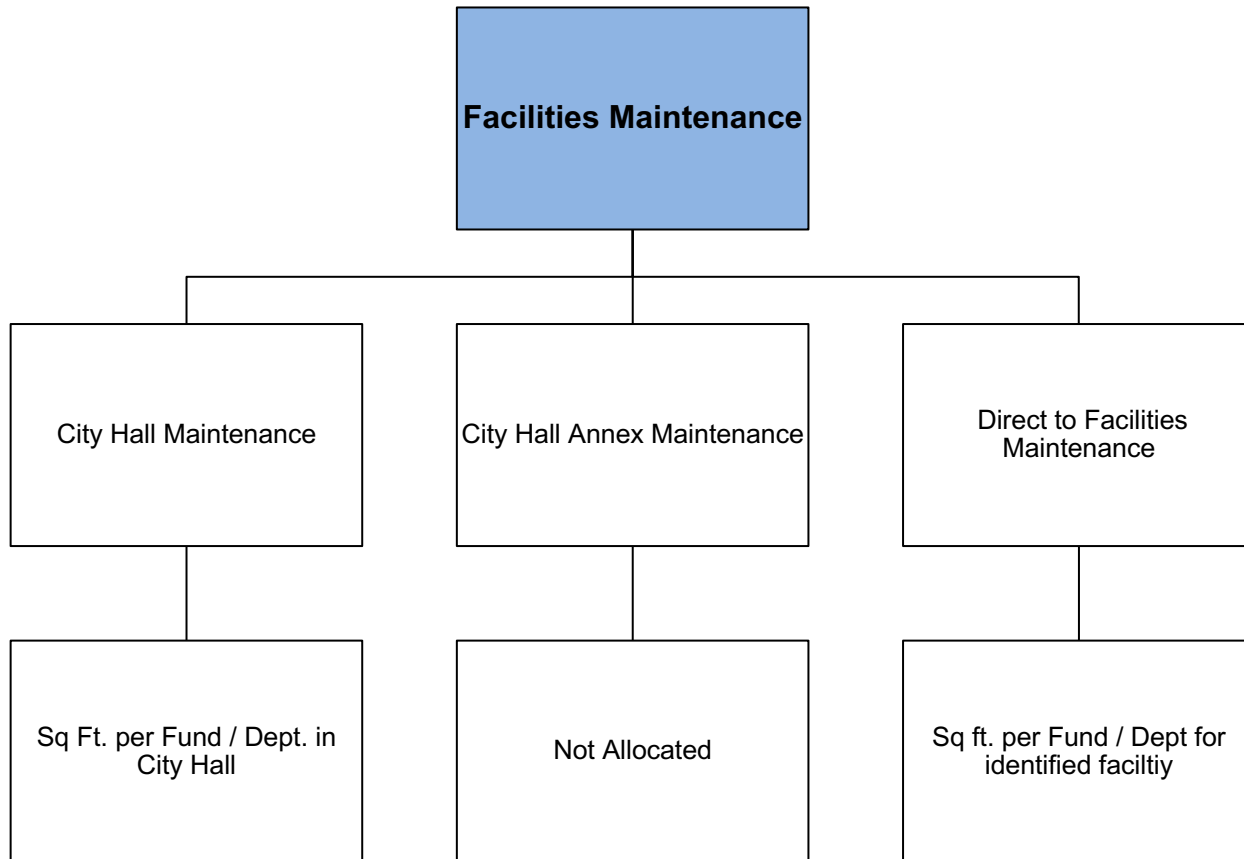 Facilities Maintenance
City Hall Maintenance
City Hall Annex Maintenance
Direct to Facilities
Maintenance
Sq Ft. per Fund / Dept. in
City Hall
Not Allocated
Sq ft. per Fund / Dept for
identified faciltiy